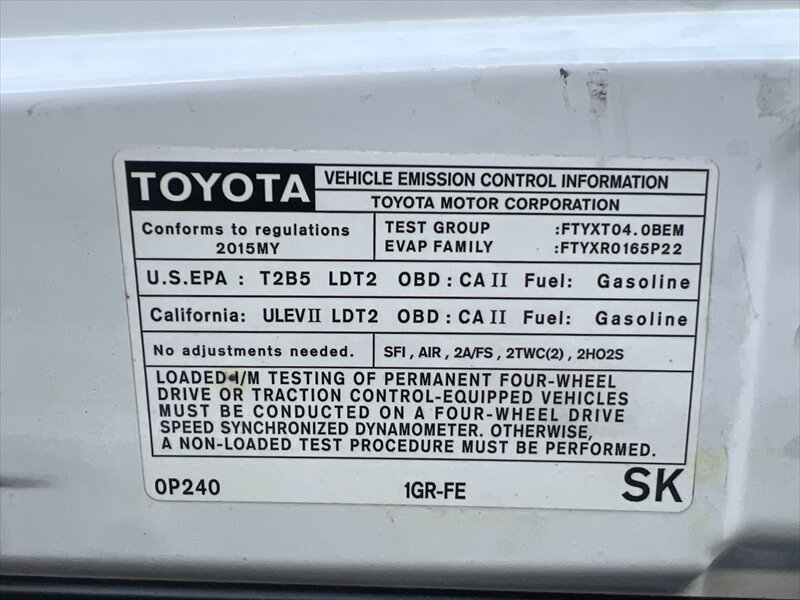 TOYOTA
VEHICLE EMISSION CONTROL INFORMATION
TOYOTA MOTOR CORPORATION
Conforms to regulations
2015MY
TEST GROUP :FTYXT04.0BEM
EVAP FAMILY :FTYXR0165P22
U.S.EPA : T2B5 LDT2 OBD : CA II Fuel: Gasoline
California: ULEVII LDT2 OBD : CA II Fuel: Gasoline
No adjustments needed.
SFI , AIR , 2A/FS , 2TWC(2) , 2HO2S
LOADED I/M TESTING OF PERMANENT FOUR-WHEEL
DRIVE OR TRACTION CONTROL-EQUIPPED VEHICLES
MUST BE CONDUCTED ON A FOUR-WHEEL DRIVE
SPEED SYNCHRONIZED DYNAMOMETER. OTHERWISE,
A NON-LOADED TEST PROCEDURE MUST BE PERFORMED.
0P240 1GR-FE SK